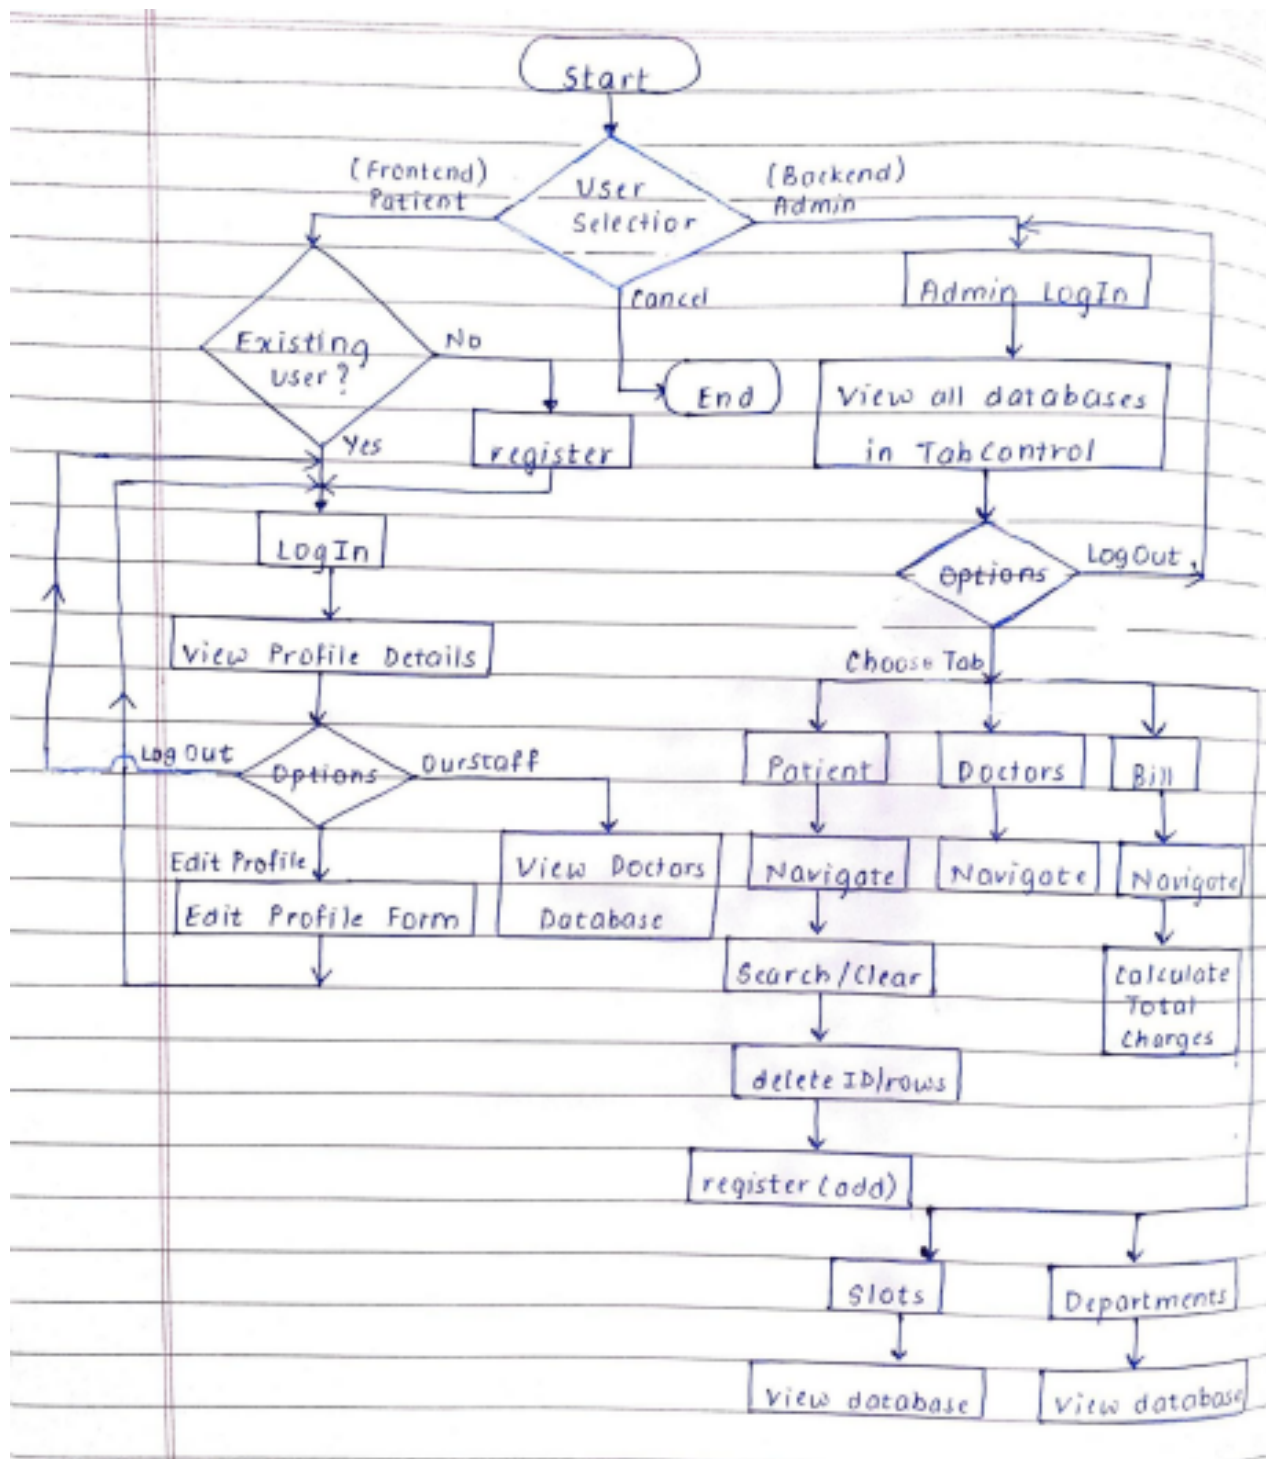 Start
(Frontend)
Patient
User
Selection
(Backend)
Admin
Cancel
End
Existing
User?
No
register
Yes
LogIn
View Profile Details
Options
LogOut
Ourstaff
View Doctors
Database
Edit Profile
Edit Profile Form
Admin LogIn
View all databases
in TabControl
Options
LogOut
Choose Tab
Patient
Doctors
Bill
Navigate
Navigate
Navigate
Search/Clear
Calculate
Total
Charges
delete ID/rows
register (add)
Slots
Departments
View database
View database